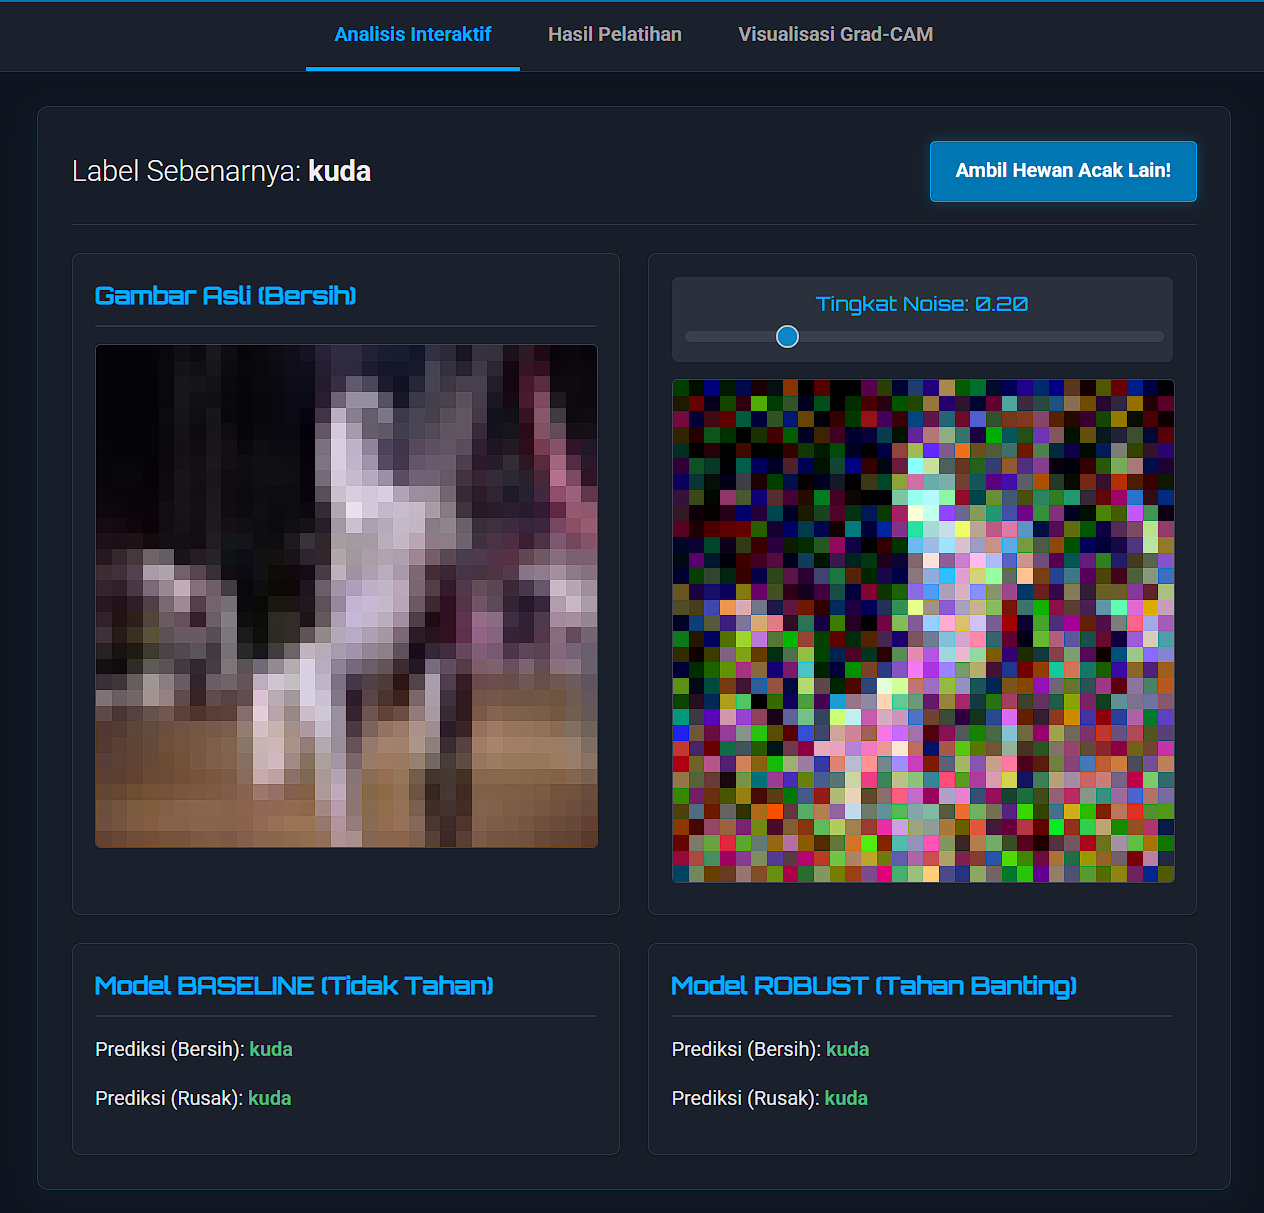 Analisis Interaktif
Hasil Pelatihan
Visualisasi Grad-CAM
Label Sebenarnya: kuda
Ambil Hewan Acak Lain!
Gambar Asli (Bersih)
Tingkat Noise: 0.20
Model BASELINE (Tidak Tahan)
Prediksi (Bersih): kuda
Prediksi (Rusak): kuda
Model ROBUST (Tahan Banting)
Prediksi (Bersih): kuda
Prediksi (Rusak): kuda